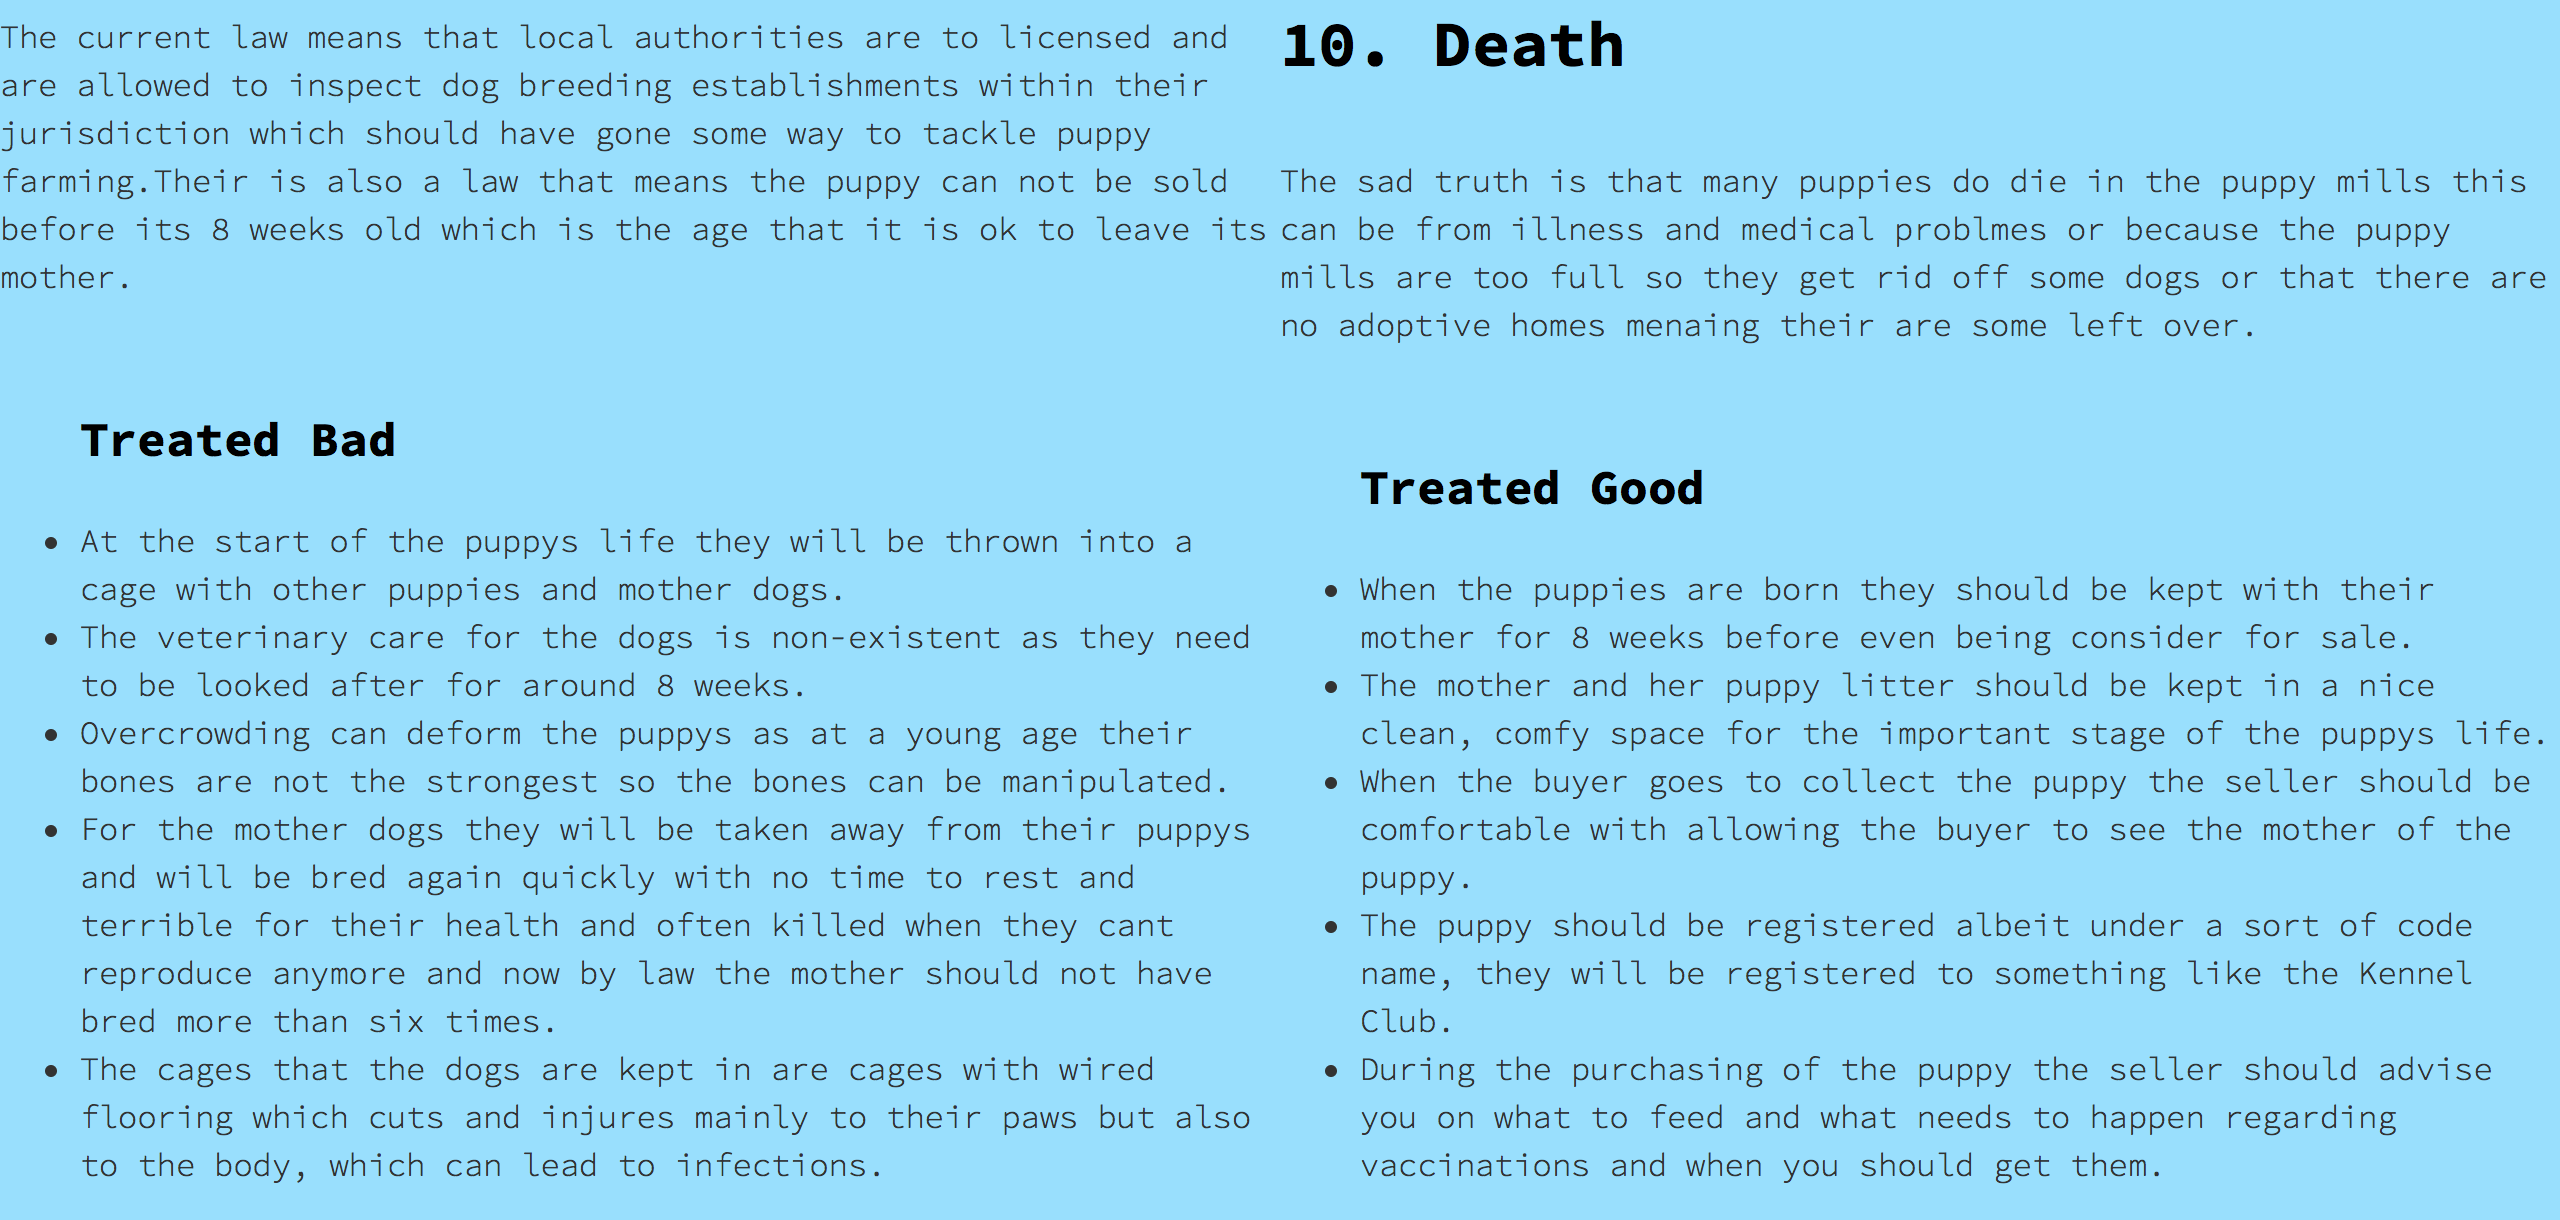 The current law means that local authorities are to licensed and
are allowed to inspect dog breeding establishments within their
jurisdiction which should have gone some way to tackle puppy
farming.Their is also a law that means the puppy can not be sold
before its 8 weeks old which is the age that it is ok to leave its
mother.
Treated Bad
At the start of the puppys life they will be thrown into a
cage with other puppies and mother dogs.
The veterinary care for the dogs is non-existent as they need
to be looked after for around 8 weeks.
Overcrowding can deform the puppys as at a young age their
bones are not the strongest so the bones can be manipulated.
For the mother dogs they will be taken away from their puppys
and will be bred again quickly with no time to rest and
terrible for their health and often killed when they cant
reproduce anymore and now by law the mother should not have
bred more than six times.
The cages that the dogs are kept in are cages with wired
flooring which cuts and injures mainly to their paws but also
to the body, which can lead to infections.
10. Death
The sad truth is that many puppies do die in the puppy mills this
can be from illness and medical problmes or because the puppy
mills are too full so they get rid off some dogs or that there are
no adoptive homes menaing their are some left over.
Treated Good
When the puppies are born they should be kept with their
mother for 8 weeks before even being consider for sale.
The mother and her puppy litter should be kept in a nice
clean, comfy space for the important stage of the puppys life.
When the buyer goes to collect the puppy the seller should be
comfortable with allowing the buyer to see the mother of the
puppy.
The puppy should be registered albeit under a sort of code
name, they will be registered to something like the Kennel
Club.
During the purchasing of the puppy the seller should advise
you on what to feed and what needs to happen regarding
vaccinations and when you should get them.